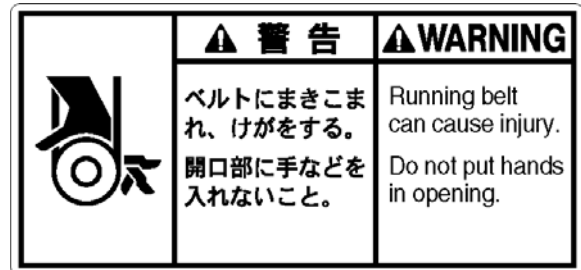 ⚠ 警告
ベルトにまきこま
れ、けがをする。
開口部に手などを
入れないこと。
⚠WARNING
Running belt
can cause injury.
Do not put hands
in opening.